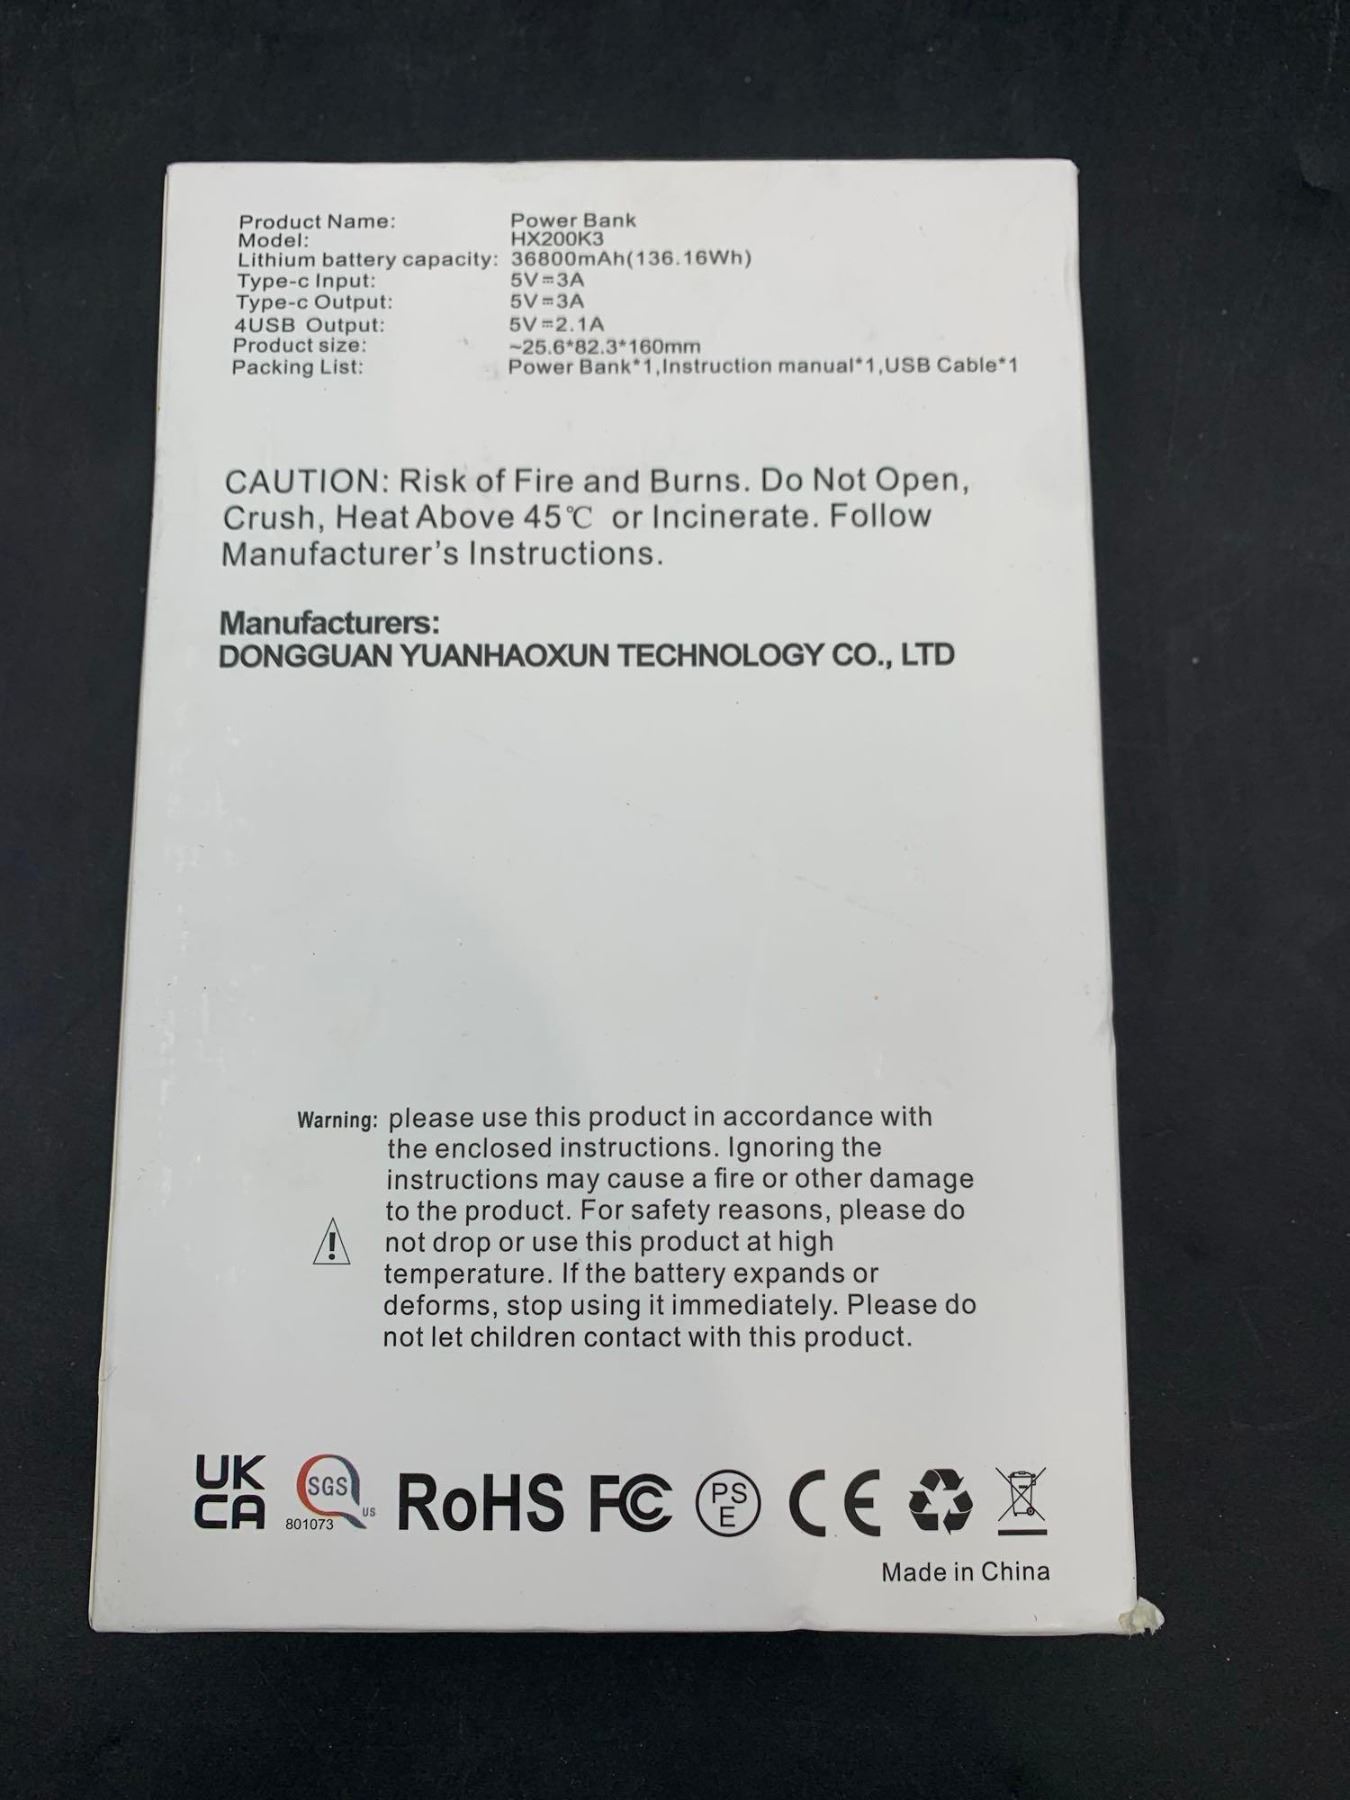 Product Name: Power Bank
Model: HX200K3
Lithium battery capacity: 36800mAh(136.16Wh)
Type-c Input: 5V⎓3A
Type-c Output: 5V⎓3A
4USB Output: 5V⎓2.1A
Product size: ~25.6*82.3*160mm
Packing List: Power Bank*1,Instruction manual*1,USB Cable*1
CAUTION: Risk of Fire and Burns. Do Not Open,
Crush, Heat Above 45℃ or Incinerate. Follow
Manufacturer's Instructions.
Manufacturers:
DONGGUAN YUANHAOXUN TECHNOLOGY CO., LTD
Warning: please use this product in accordance with
the enclosed instructions. Ignoring the
instructions may cause a fire or other damage
to the product. For safety reasons, please do
not drop or use this product at high
temperature. If the battery expands or
deforms, stop using it immediately. Please do
not let children contact with this product.
UK
CA
SGS
US
801073
RoHS FC PS
E
CE
Made in China